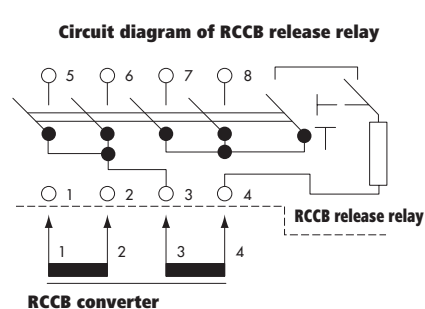 Circuit diagram of RCCB release relay
5 6 7 8
1 2 3 4
RCCB release relay
1 2 3 4
RCCB converter